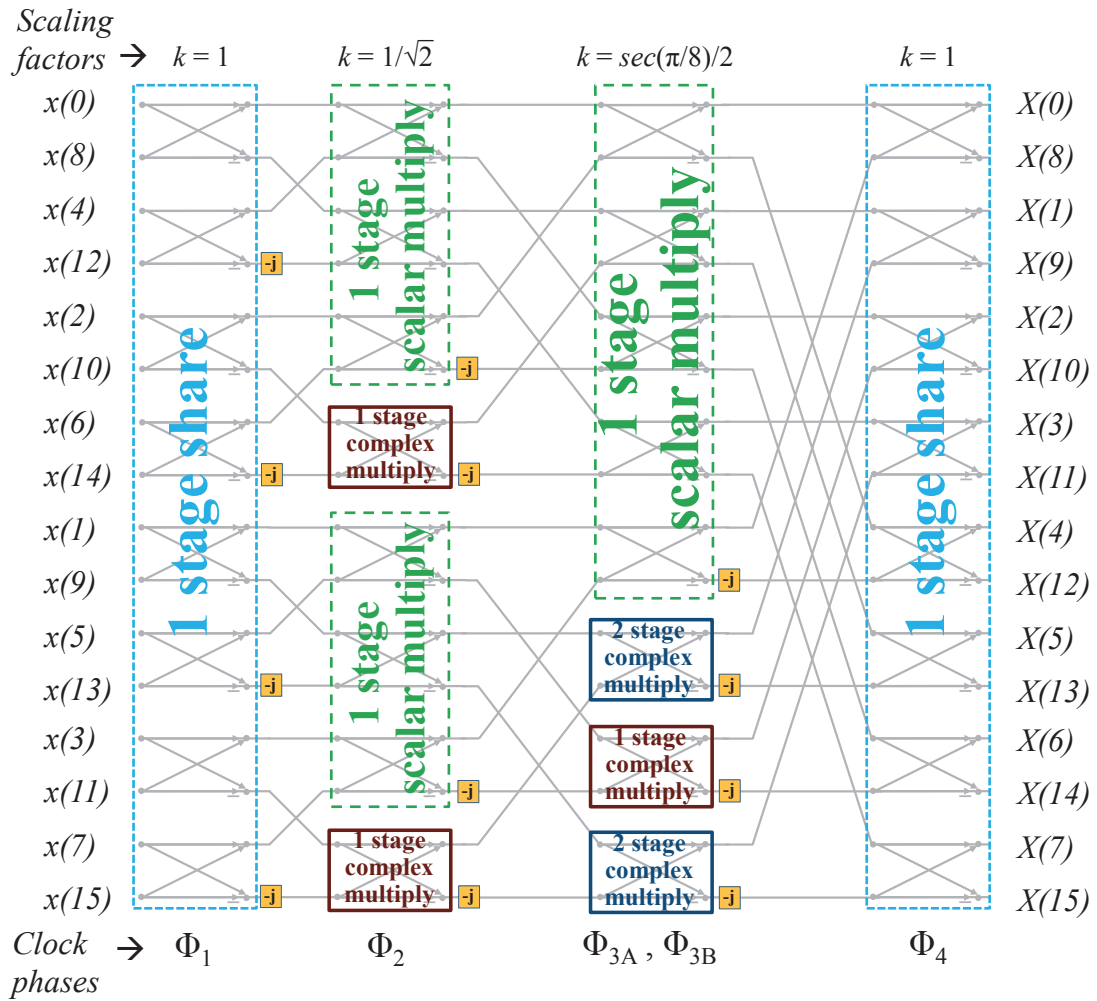 Scaling
factors → k = 1 k = 1/√2 k = sec(π/8)/2 k = 1
x(0) X(0)
x(8) X(8)
x(4) X(1)
x(12) -j X(9)
x(2) X(2)
x(10) -j X(10)
x(6) X(3)
x(14) -j -j X(11)
x(1) X(4)
x(9) -j X(12)
x(5) X(5)
x(13) -j -j X(13)
x(3) X(6)
x(11) -j -j X(14)
x(7) X(7)
x(15) -j -j -j X(15)
1 stage share
1 stage
scalar multiply
1 stage
complex
multiply
1 stage
scalar multiply
1 stage
complex
multiply
1 stage
scalar multiply
2 stage
complex
multiply
1 stage
complex
multiply
2 stage
complex
multiply
1 stage share
Clock
phases → Φ1 Φ2 Φ3A , Φ3B Φ4